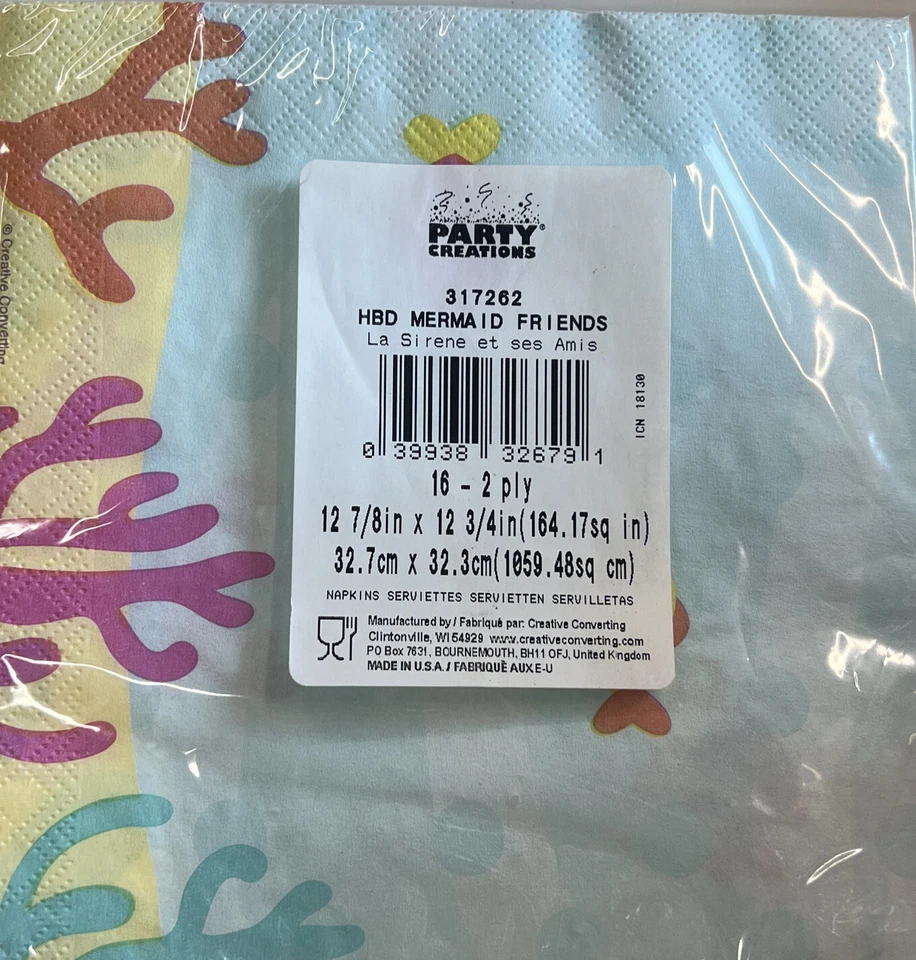 © Creative Converting
PARTY®
CREATIONS
317262
HBD MERMAID FRIENDS
La Sirene et ses Amis
ICN 18130
0 39938 32679 1
16 - 2 ply
12 7/8in x 12 3/4in(164.17sq in)
32.7cm x 32.3cm(1059.48sq cm)
NAPKINS SERVIETTES SERVIETTEN SERVILLETAS
Manufactured by / Fabriqué par: Creative Converting
Clintonville, WI 54929 www.creativeconverting.com
PO Box 7631, BOURNEMOUTH, BH11 OFJ, United Kingdom
MADE IN U.S.A. / FABRIQUÈ AUX E-U